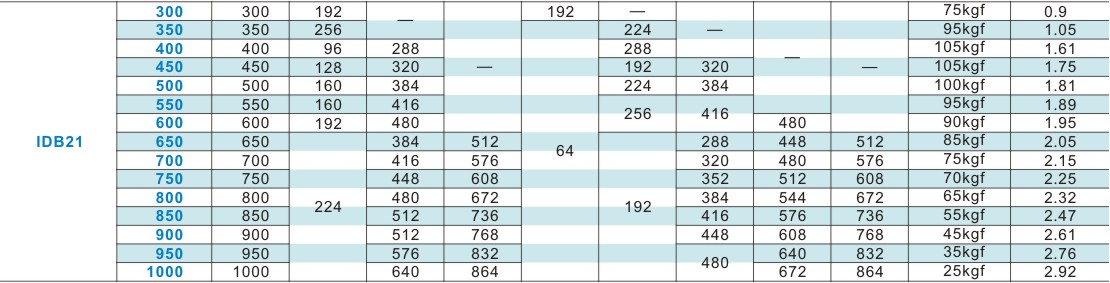 300 300 192 — 192 — 75kgf 0.9
350 350 256 224 — 95kgf 1.05
400 400 96 288 288 — 105kgf 1.61
450 450 128 320 — 192 320 — 105kgf 1.75
500 500 160 384 224 384 100kgf 1.81
550 550 160 416 256 416 95kgf 1.89
600 600 192 480 480 90kgf 1.95
IDB21 650 650 384 512 64 288 448 512 85kgf 2.05
700 700 416 576 320 480 576 75kgf 2.15
750 750 448 608 352 512 608 70kgf 2.25
800 800 224 480 672 192 384 544 672 65kgf 2.32
850 850 512 736 416 576 736 55kgf 2.47
900 900 512 768 448 608 768 45kgf 2.61
950 950 576 832 480 640 832 35kgf 2.76
1000 1000 640 864 672 864 25kgf 2.92